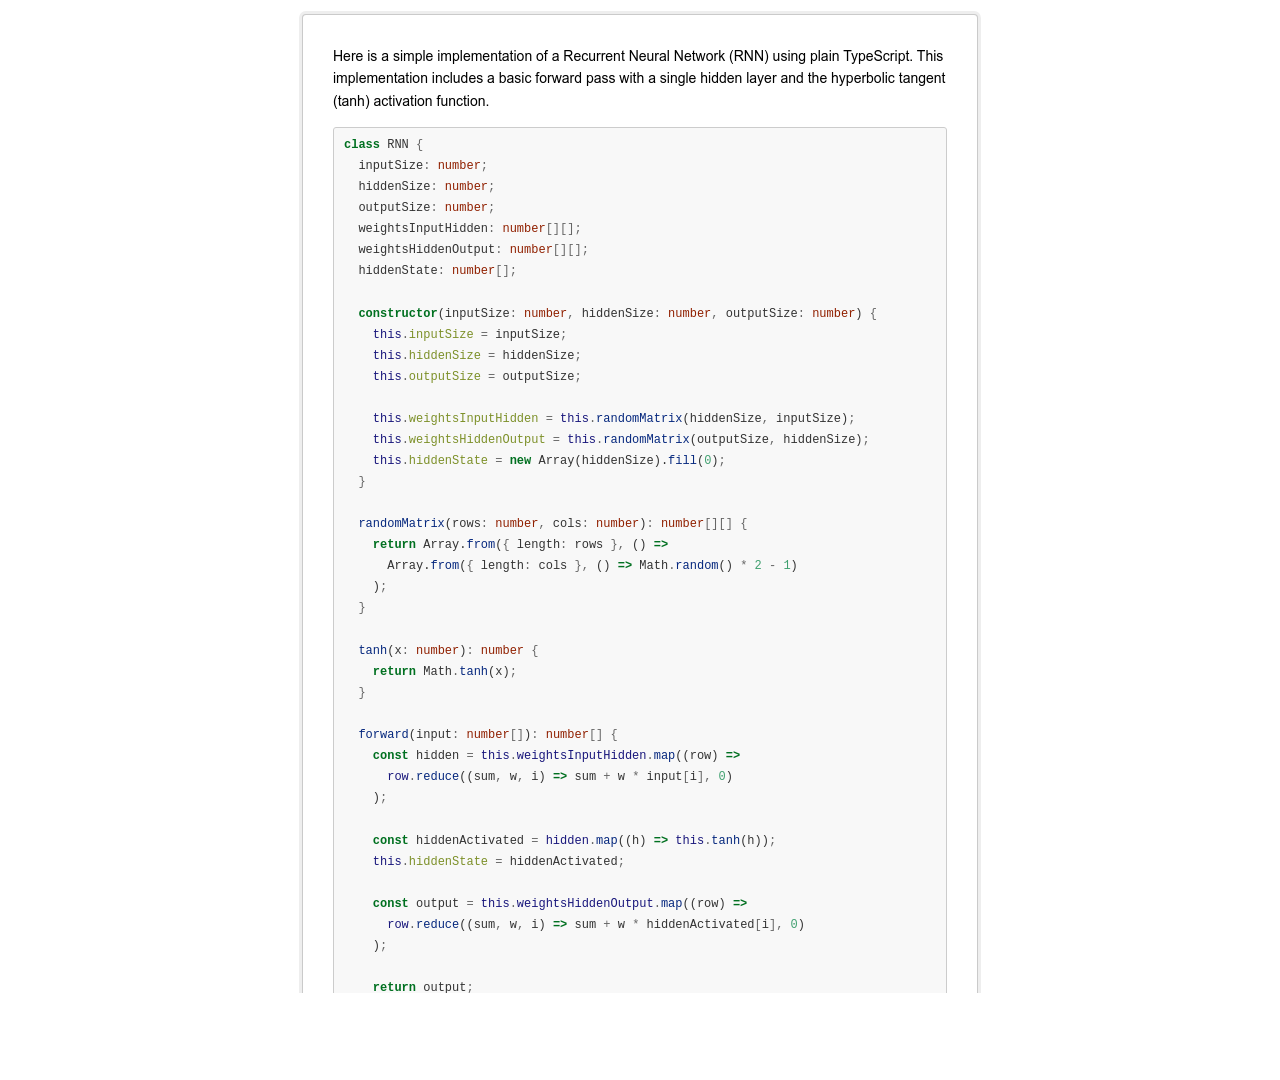 Here is a simple implementation of a Recurrent Neural Network (RNN) using plain TypeScript. This
implementation includes a basic forward pass with a single hidden layer and the hyperbolic tangent
(tanh) activation function.
class RNN {
  inputSize: number;
  hiddenSize: number;
  outputSize: number;
  weightsInputHidden: number[][];
  weightsHiddenOutput: number[][];
  hiddenState: number[];

  constructor(inputSize: number, hiddenSize: number, outputSize: number) {
    this.inputSize = inputSize;
    this.hiddenSize = hiddenSize;
    this.outputSize = outputSize;

    this.weightsInputHidden = this.randomMatrix(hiddenSize, inputSize);
    this.weightsHiddenOutput = this.randomMatrix(outputSize, hiddenSize);
    this.hiddenState = new Array(hiddenSize).fill(0);
  }

  randomMatrix(rows: number, cols: number): number[][] {
    return Array.from({ length: rows }, () =>
      Array.from({ length: cols }, () => Math.random() * 2 - 1)
    );
  }

  tanh(x: number): number {
    return Math.tanh(x);
  }

  forward(input: number[]): number[] {
    const hidden = this.weightsInputHidden.map((row) =>
      row.reduce((sum, w, i) => sum + w * input[i], 0)
    );

    const hiddenActivated = hidden.map((h) => this.tanh(h));
    this.hiddenState = hiddenActivated;

    const output = this.weightsHiddenOutput.map((row) =>
      row.reduce((sum, w, i) => sum + w * hiddenActivated[i], 0)
    );

    return output;